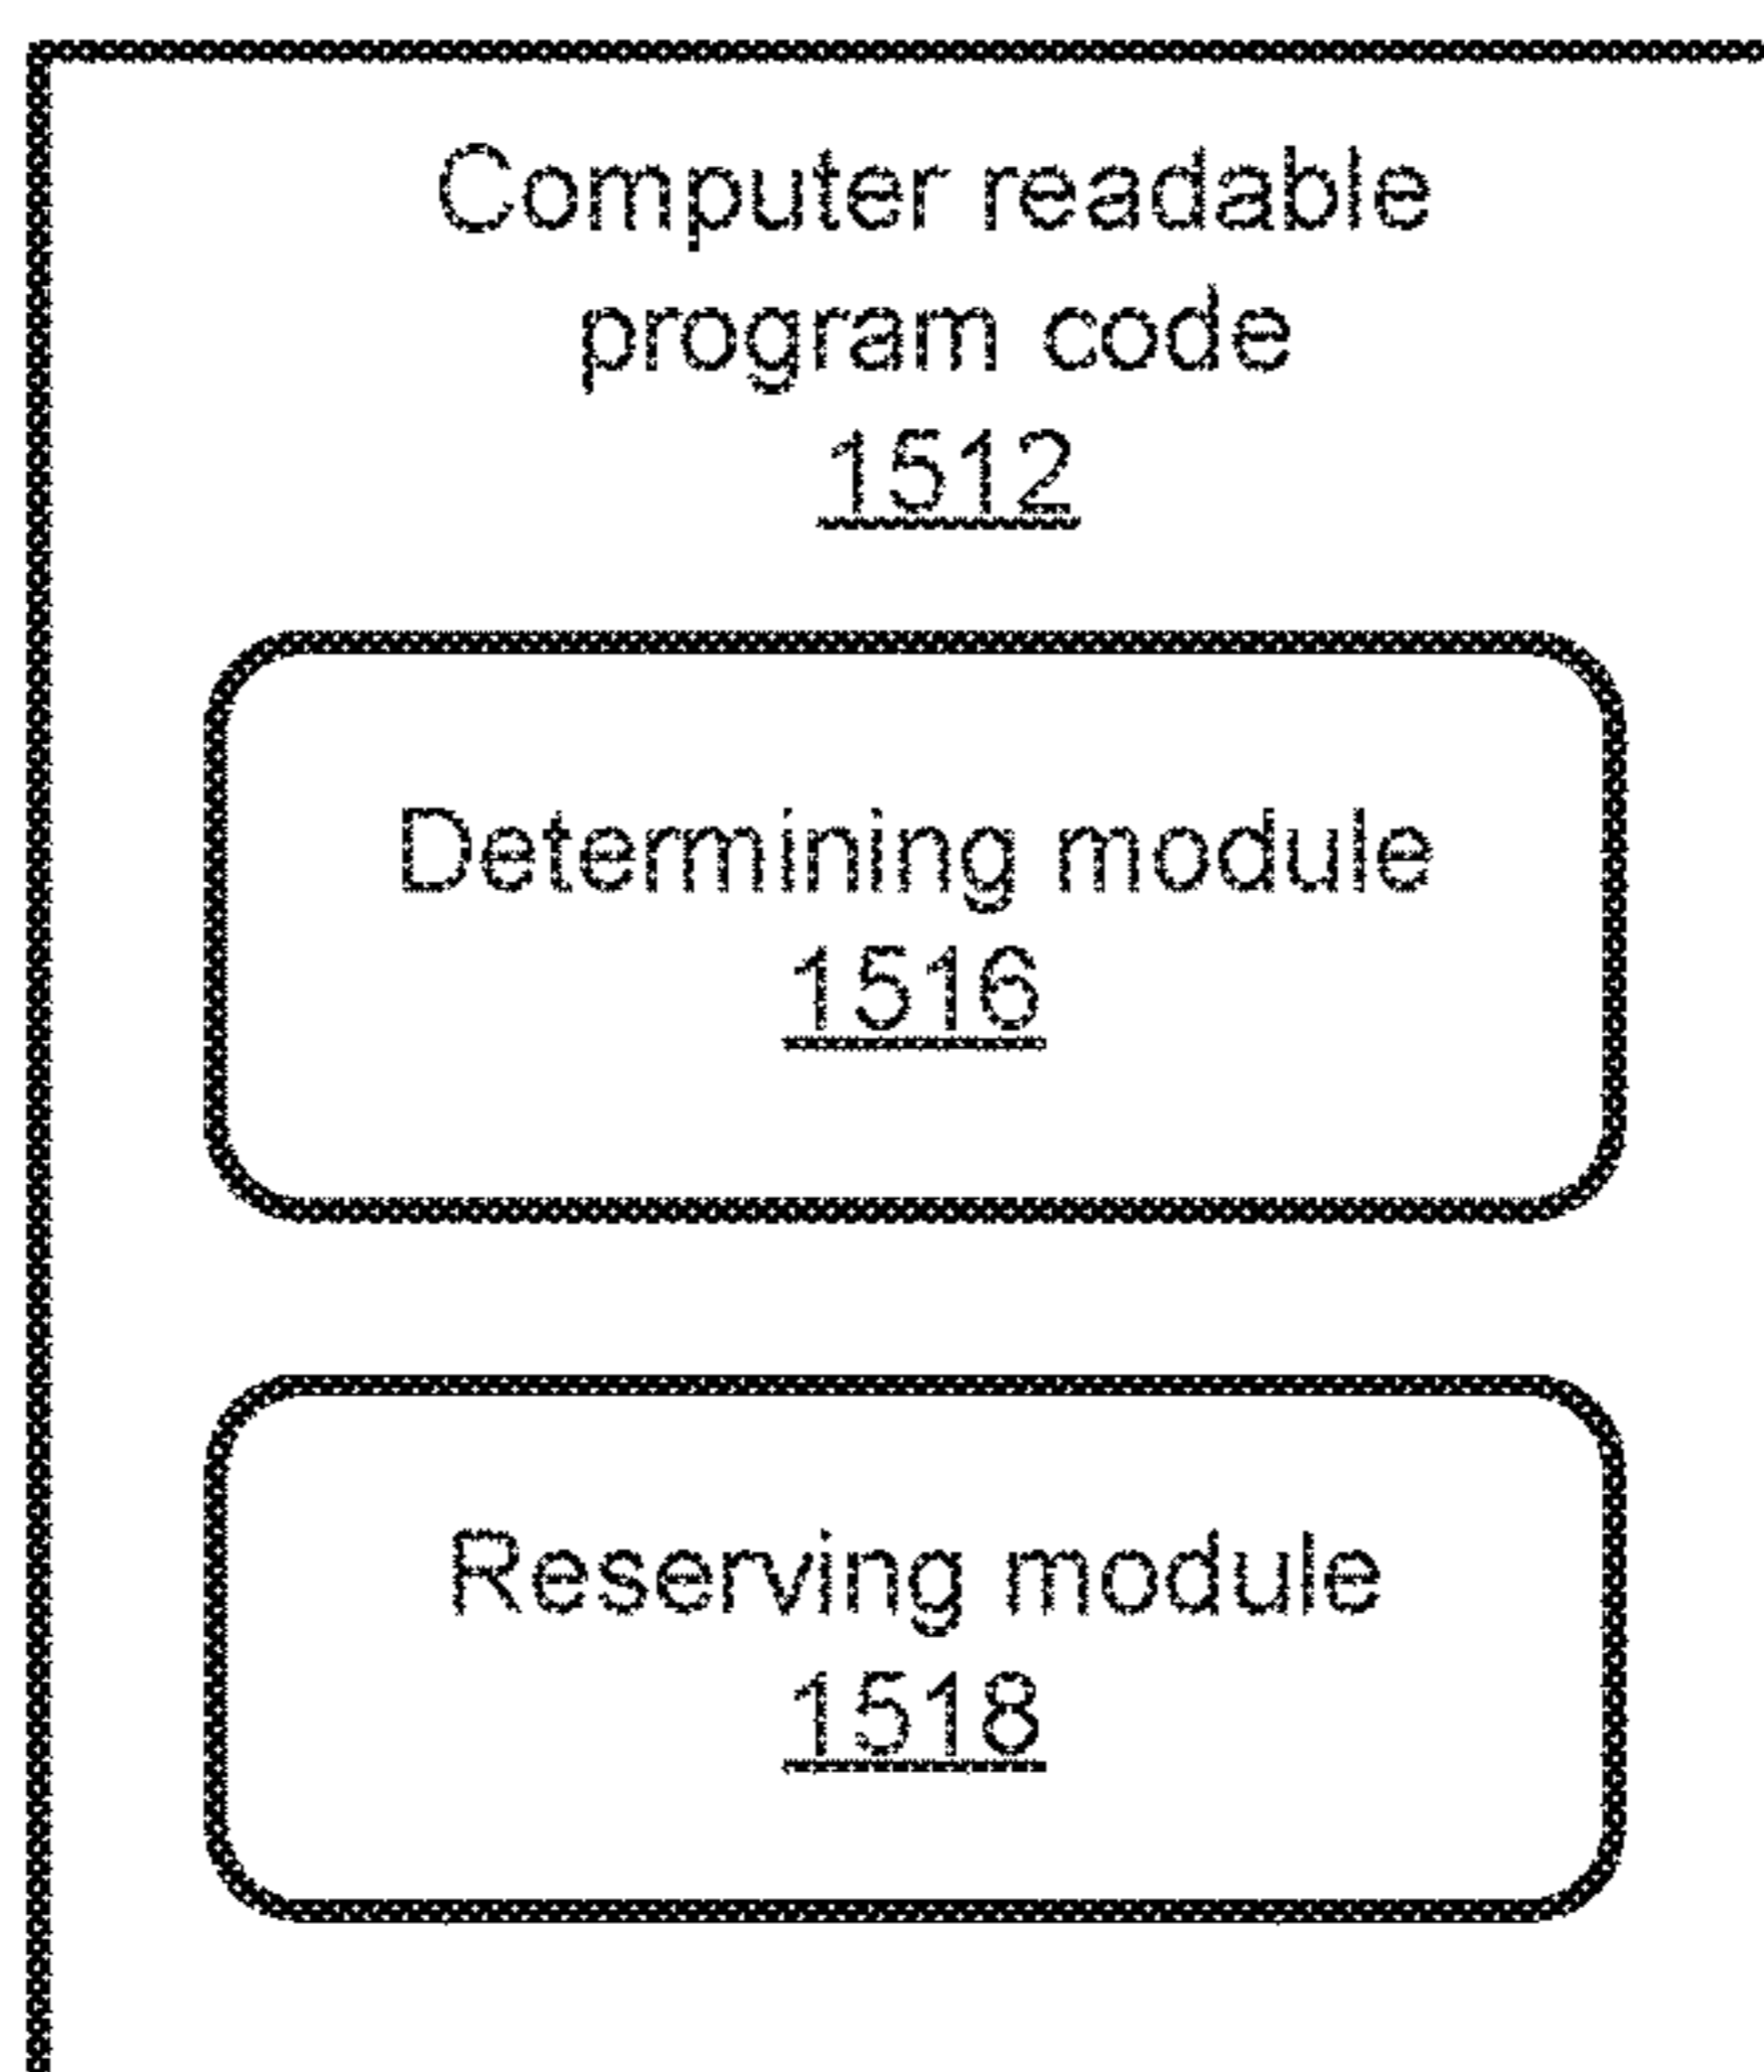 Computer readable
program code
1512
Determining module
1516
Reserving module
1518